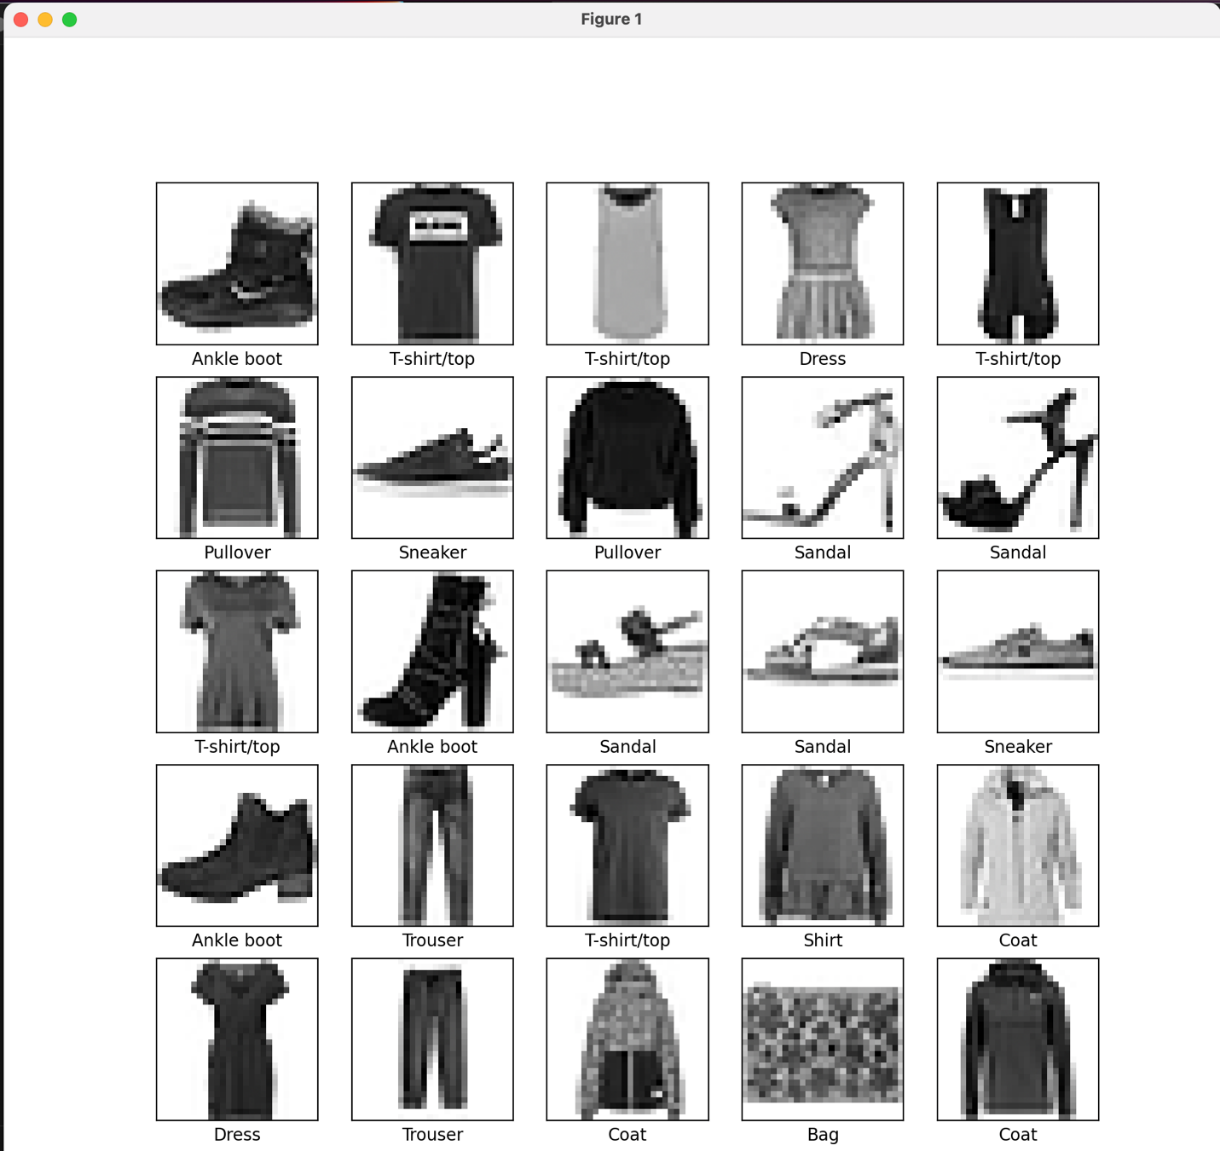 Figure 1
Ankle boot T-shirt/top T-shirt/top Dress T-shirt/top
Pullover Sneaker Pullover Sandal Sandal
T-shirt/top Ankle boot Sandal Sandal Sneaker
Ankle boot Trouser T-shirt/top Shirt Coat
Dress Trouser Coat Bag Coat